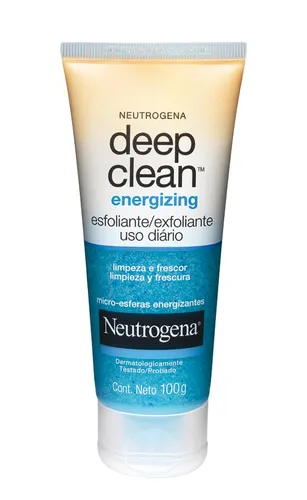 NEUTROGENA
deep
clean™
energizing
esfoliante/exfoliante
uso diário
limpeza e frescor
limpieza y frescura
micro-esferas energizantes
Neutrogena®
Dermatologicamente
Testado/Probado
Cont. Neto 100g